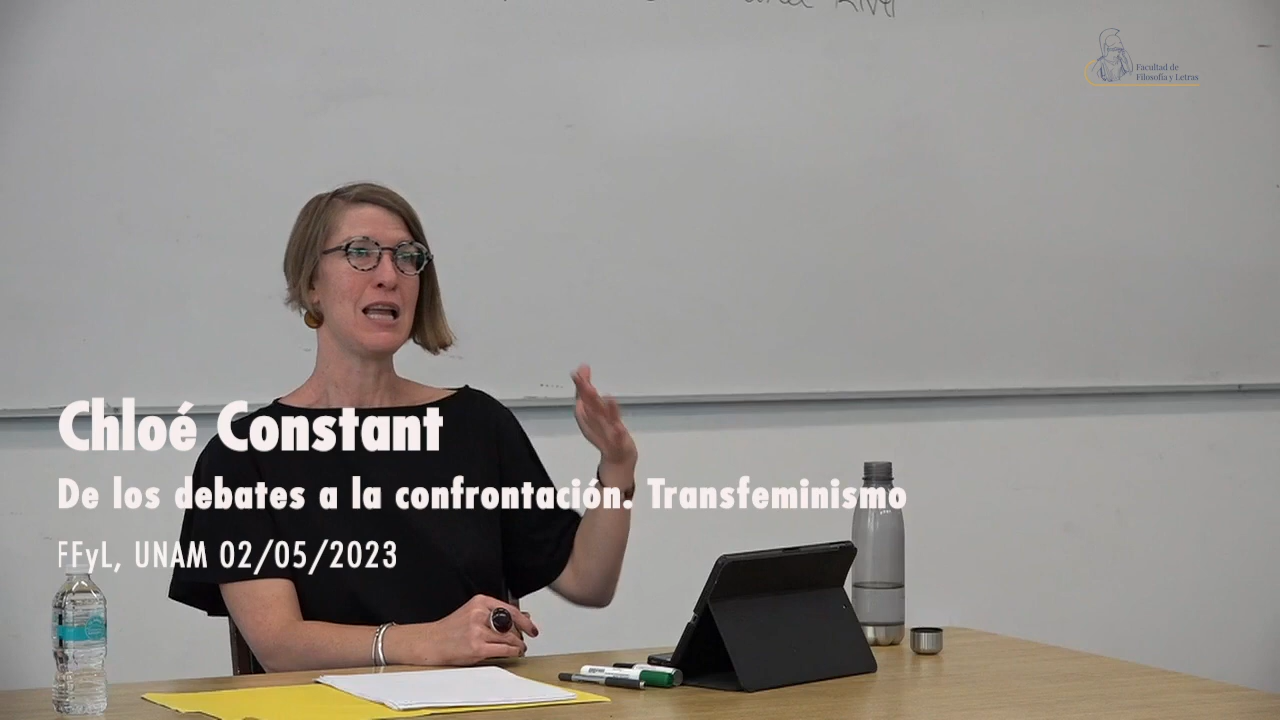 Facultad de
Filosofía y Letras
Chloé Constant
De los debates a la confrontación. Transfeminismo
FFyL, UNAM 02/05/2023